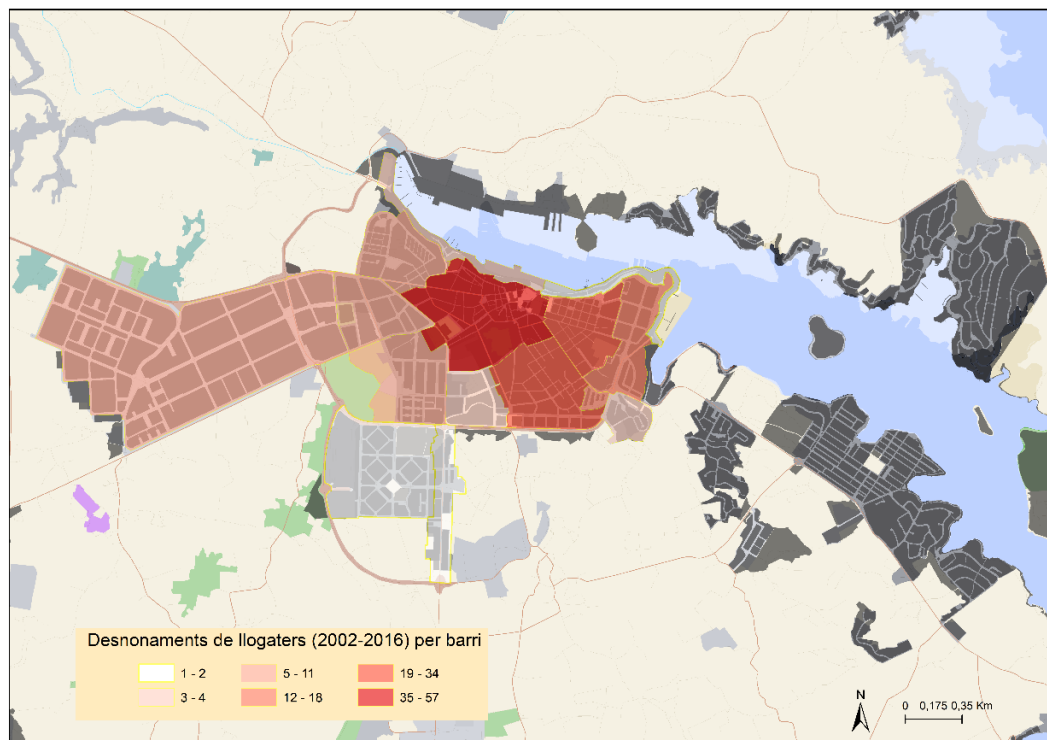 Desnonaments de llogaters (2002-2016) per barri
1 - 2
5 - 11
19 - 34
3 - 4
12 - 18
35 - 57
N
0 0,175 0,35 Km